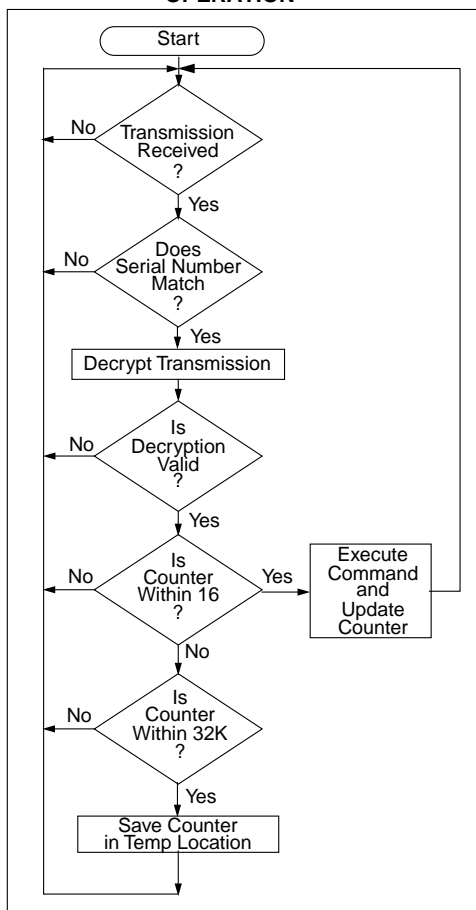 OPERATION
Start
No
Transmission
Received
?
Yes
No
Does
Serial Number
Match
?
Yes
Decrypt Transmission
No
Is
Decryption
Valid
?
Yes
No
Is
Counter
Within 16
?
Yes
Execute
Command
and
Update
Counter
No
No
Is
Counter
Within 32K
?
Yes
Save Counter
in Temp Location